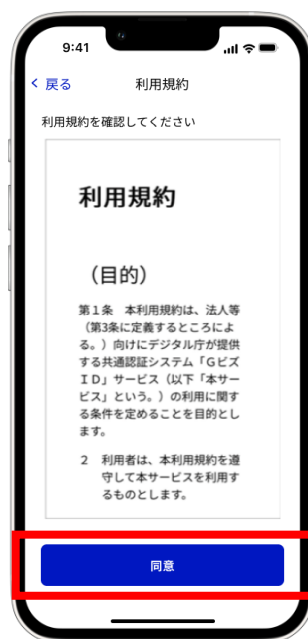 9:41
戻る 利用規約
利用規約を確認してください
利用規約
（目的）
第１条　本利用規約は、法人等
（第3条に定義するところによ
る。）向けにデジタル庁が提供
する共通認証システム「Ｇビズ
ＩＤ」サービス（以下「本サー
ビス」という。）の利用に関す
る条件を定めることを目的とし
ます。
２　利用者は、本利用規約を遵
守して本サービスを利用す
るものとします。
同意